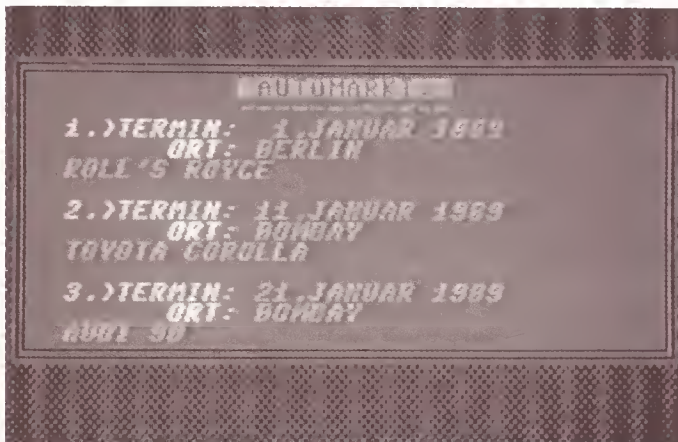 AUTOMARKT
1.)TERMIN: 1.JANUAR 1989
ORT: BERLIN
ROLL'S ROYCE
2.)TERMIN: 11.JANUAR 1989
ORT: BOMBAY
TOYOTA COROLLA
3.)TERMIN: 21.JANUAR 1989
ORT: BOMBAY
AUDI 90